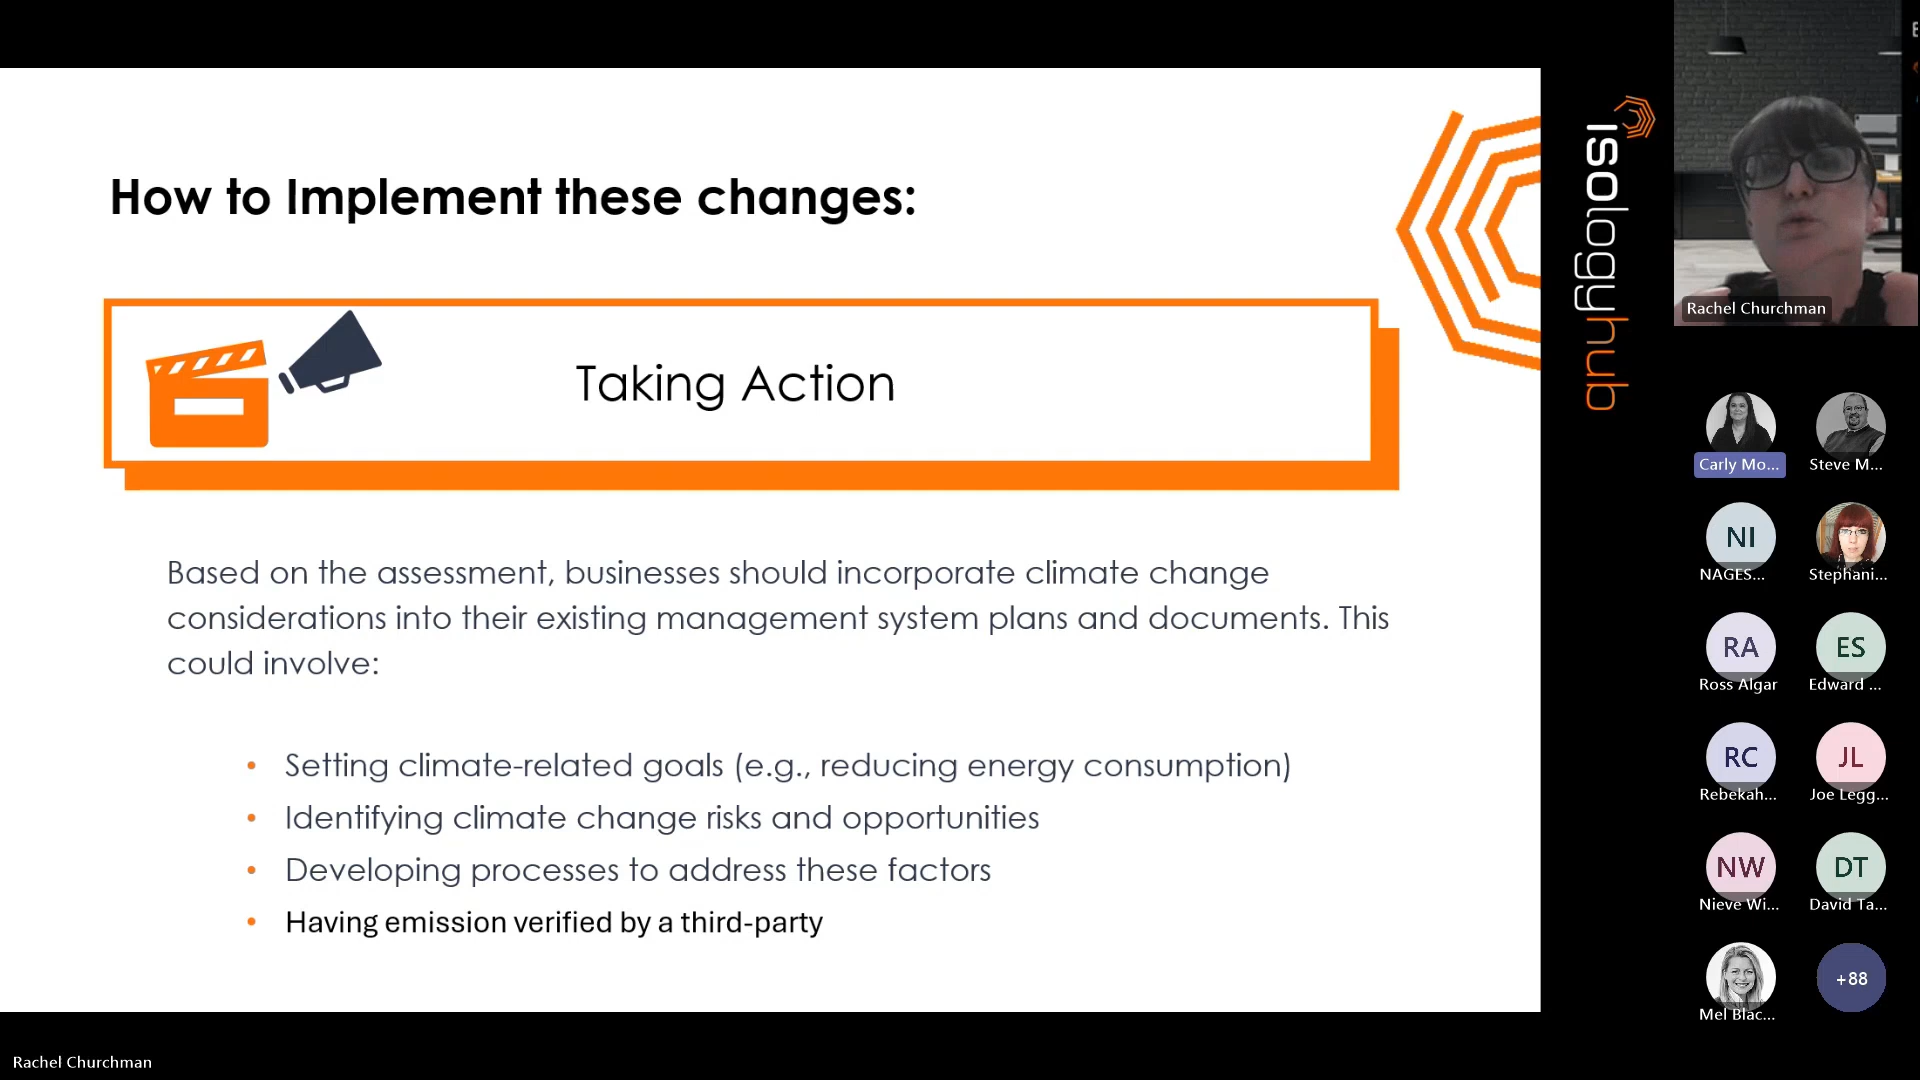 How to Implement these changes:
Taking Action
Based on the assessment, businesses should incorporate climate change
considerations into their existing management system plans and documents. This
could involve:
• Setting climate-related goals (e.g., reducing energy consumption)
• Identifying climate change risks and opportunities
• Developing processes to address these factors
• Having emission verified by a third-party
isologyhub
Rachel Churchman
Carly Mo...
Steve M...
NI
NAGES...
Stephani...
RA
Ross Algar
ES
Edward ...
RC
Rebekah...
JL
Joe Legg...
NW
Nieve Wi...
DT
David Ta...
Mel Blac...
+88
Rachel Churchman